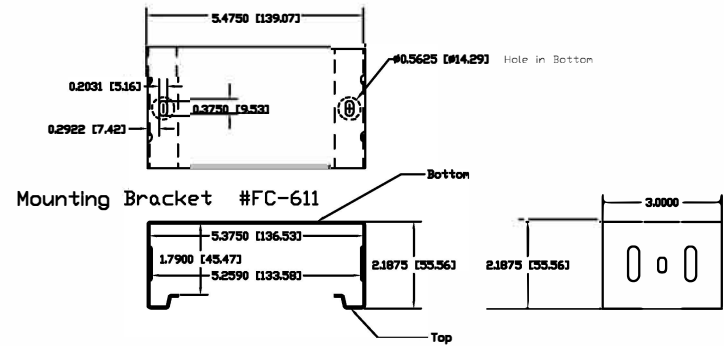 5.4750 [139.07]
ø0.5625 [ø14.29] Hole in Bottom
0.2031 [5.16]
0.3750 [9.53]
0.2922 [7.42]
Bottom
Mounting Bracket #FC-611
3.0000
5.3750 [136.53]
1.7900 [45.47]
2.1875 [55.56]
2.1875 [55.56]
5.2590 [133.58]
Top